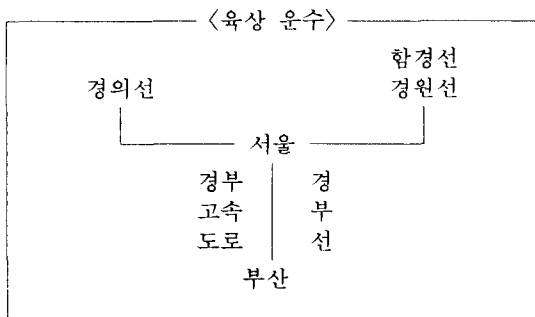 〈육상 운수〉
함경선
경의선 경원선
서울
경부 경
고속 부
도로 선
부산